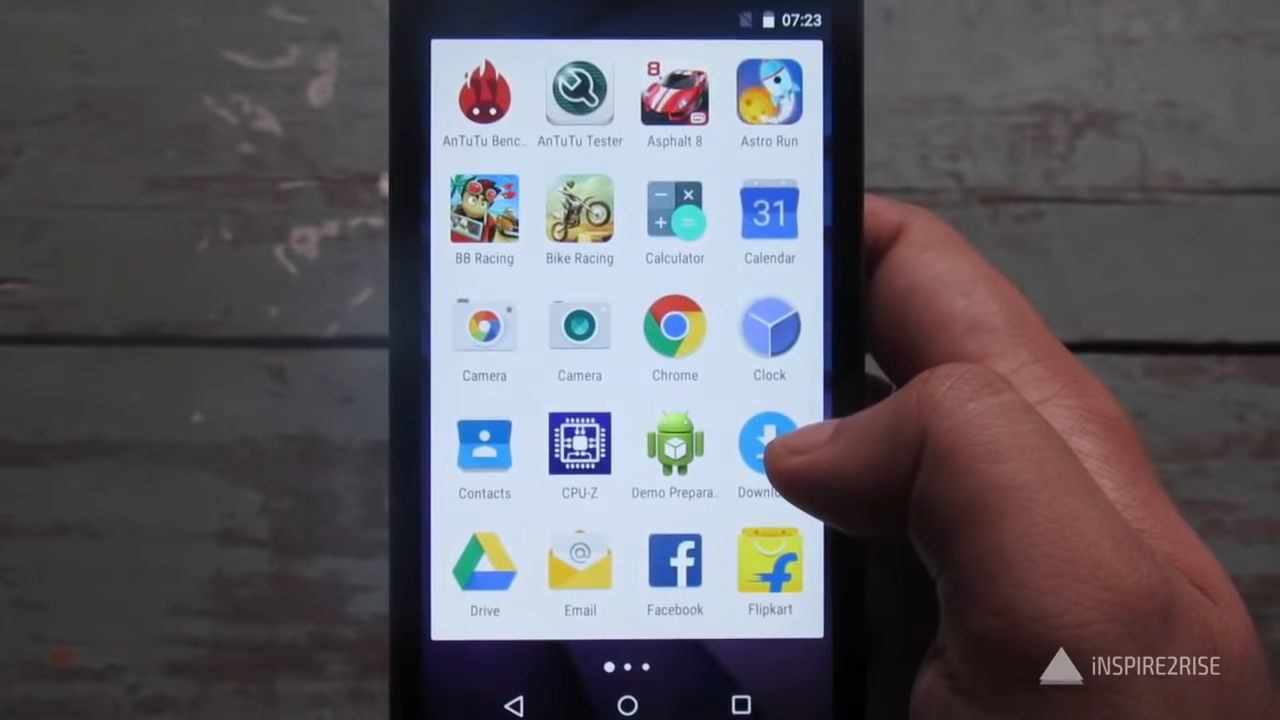 07:23
8
AnTuTu Benc.. AnTuTu Tester Asphalt 8 Astro Run
31
BB Racing Bike Racing Calculator Calendar
Camera Camera Chrome Clock
Contacts CPU-Z Demo Prepara..
@ f f
Drive Email Facebook Flipkart
iNSPIRE2RISE